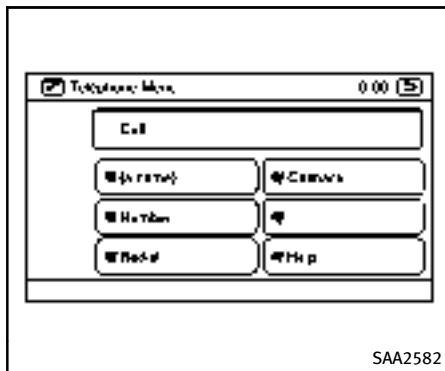 Telephone Menu 0:00
Call
(a name)
Number
Redial
Help
SAA2582